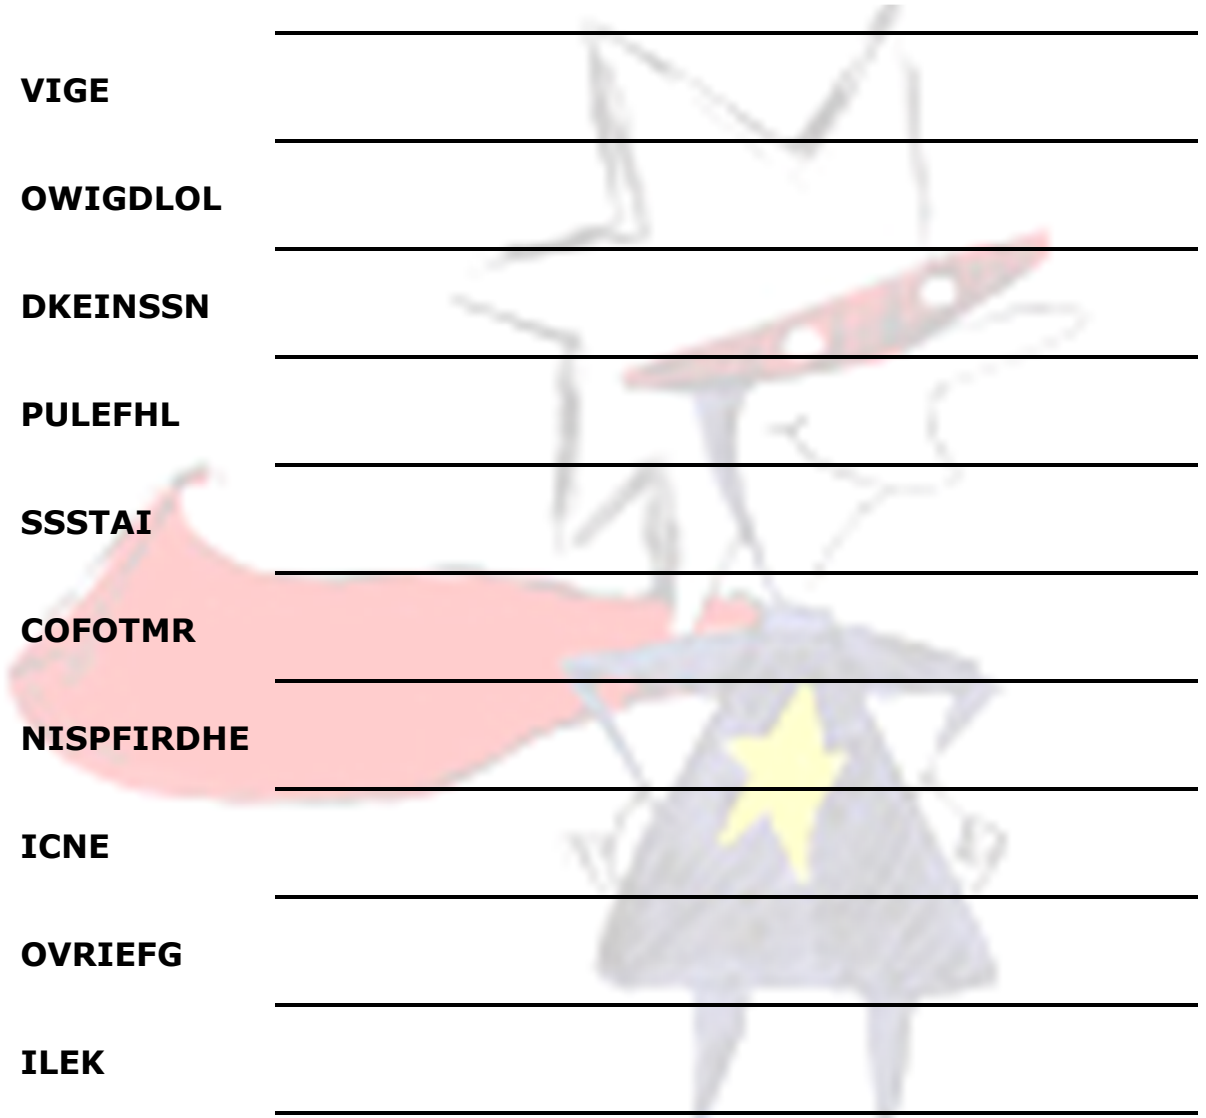 VIGE
OWIGDLOL
DKEINSSN
PULEFHL
SSSTAI
COFOTMR
NISPFIRDHE
ICNE
OVRIEFG
ILEK